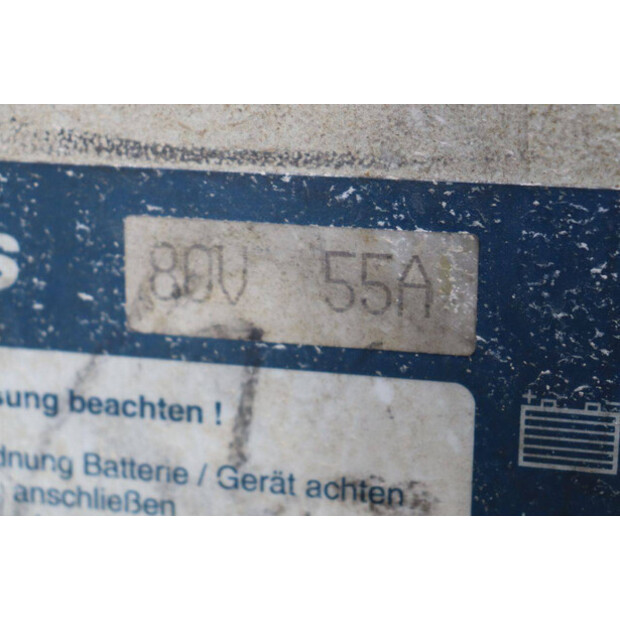 s
80V 55A
sung beachten !
dnung Batterie / Gerät achten
anschließen